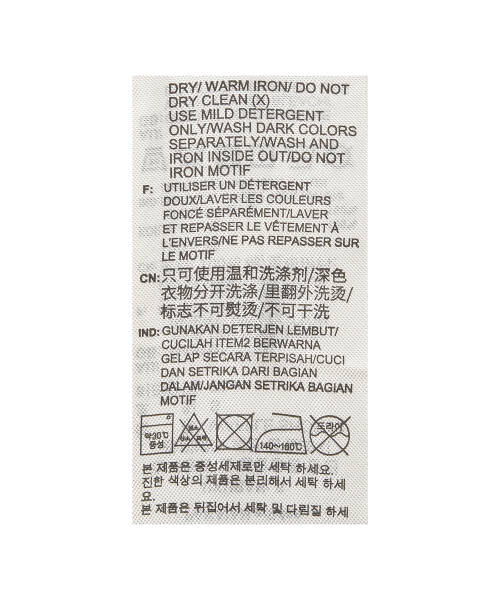 DRY/ WARM IRON/ DO NOT
DRY CLEAN (X)
USE MILD DETERGENT
ONLY/WASH DARK COLORS
SEPARATELY/WASH AND
IRON INSIDE OUT/DO NOT
IRON MOTIF
F: UTILISER UN DÉTERGENT
DOUX/LAVER LES COULEURS
FONCÉ SÉPARÉMENT/LAVER
ET REPASSER LE VÊTEMENT À
L'ENVERS/NE PAS REPASSER SUR
LE MOTIF
CN: 只可使用温和洗涤剂/深色
衣物分开洗涤/里翻外洗烫/
标志不可熨烫/不可干洗
IND: GUNAKAN DETERJEN LEMBUT/
CUCILAH ITEM2 BERWARNA
GELAP SECARA TERPISAH/CUCI
DAN SETRIKA DARI BAGIAN
DALAM/JANGAN SETRIKA BAGIAN
MOTIF
약30℃
중성
염소
산소 표백
140~160℃
드라이
본 제품은 중성세제로만 세탁 하세요.
진한 색상의 제품은 분리해서 세탁 하세
요.
본 제품은 뒤집어서 세탁 및 다림질 하세